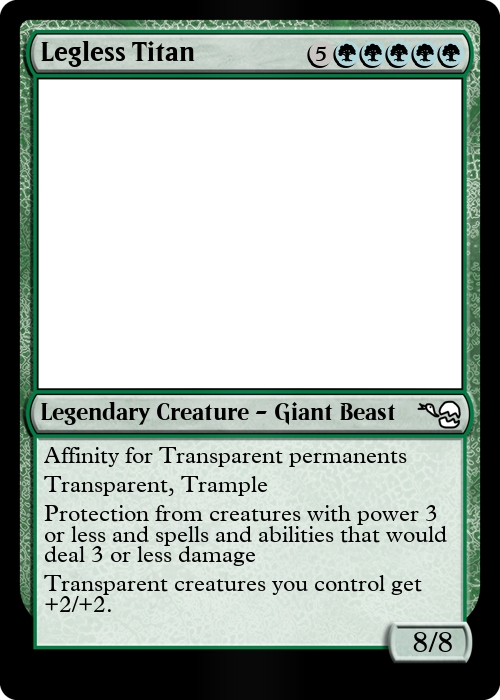 Legless Titan 5
Legendary Creature – Giant Beast
Affinity for Transparent permanents
Transparent, Trample
Protection from creatures with power 3
or less and spells and abilities that would
deal 3 or less damage
Transparent creatures you control get
+2/+2.
8/8